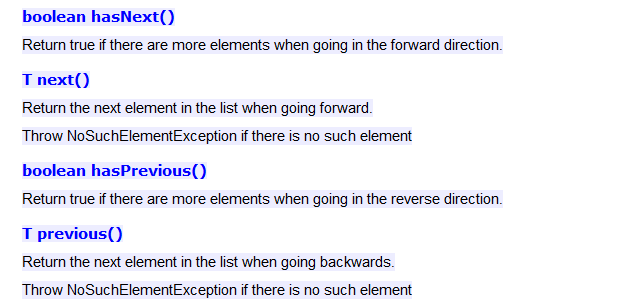 boolean hasNext()
Return true if there are more elements when going in the forward direction.
T next()
Return the next element in the list when going forward.
Throw NoSuchElementException if there is no such element
boolean hasPrevious()
Return true if there are more elements when going in the reverse direction.
T previous()
Return the next element in the list when going backwards.
Throw NoSuchElementException if there is no such element